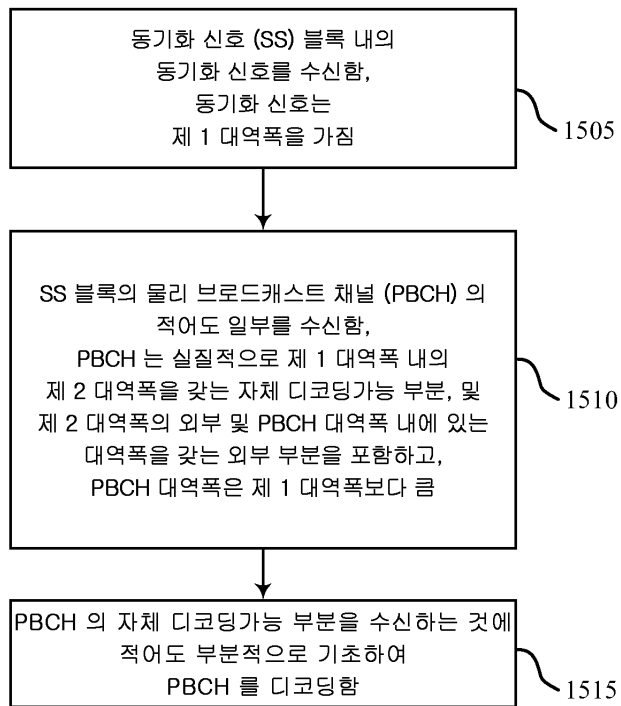 동기화 신호 (SS) 블록 내의
동기화 신호를 수신함,
동기화 신호는
제 1 대역폭을 가짐
1505
SS 블록의 물리 브로드캐스트 채널 (PBCH) 의
적어도 일부를 수신함,
PBCH 는 실질적으로 제 1 대역폭 내의
제 2 대역폭을 갖는 자체 디코딩가능 부분, 및
제 2 대역폭의 외부 및 PBCH 대역폭 내에 있는
대역폭을 갖는 외부 부분을 포함하고,
PBCH 대역폭은 제 1 대역폭보다 큼
1510
PBCH 의 자체 디코딩가능 부분을 수신하는 것에
적어도 부분적으로 기초하여
PBCH 를 디코딩함
1515